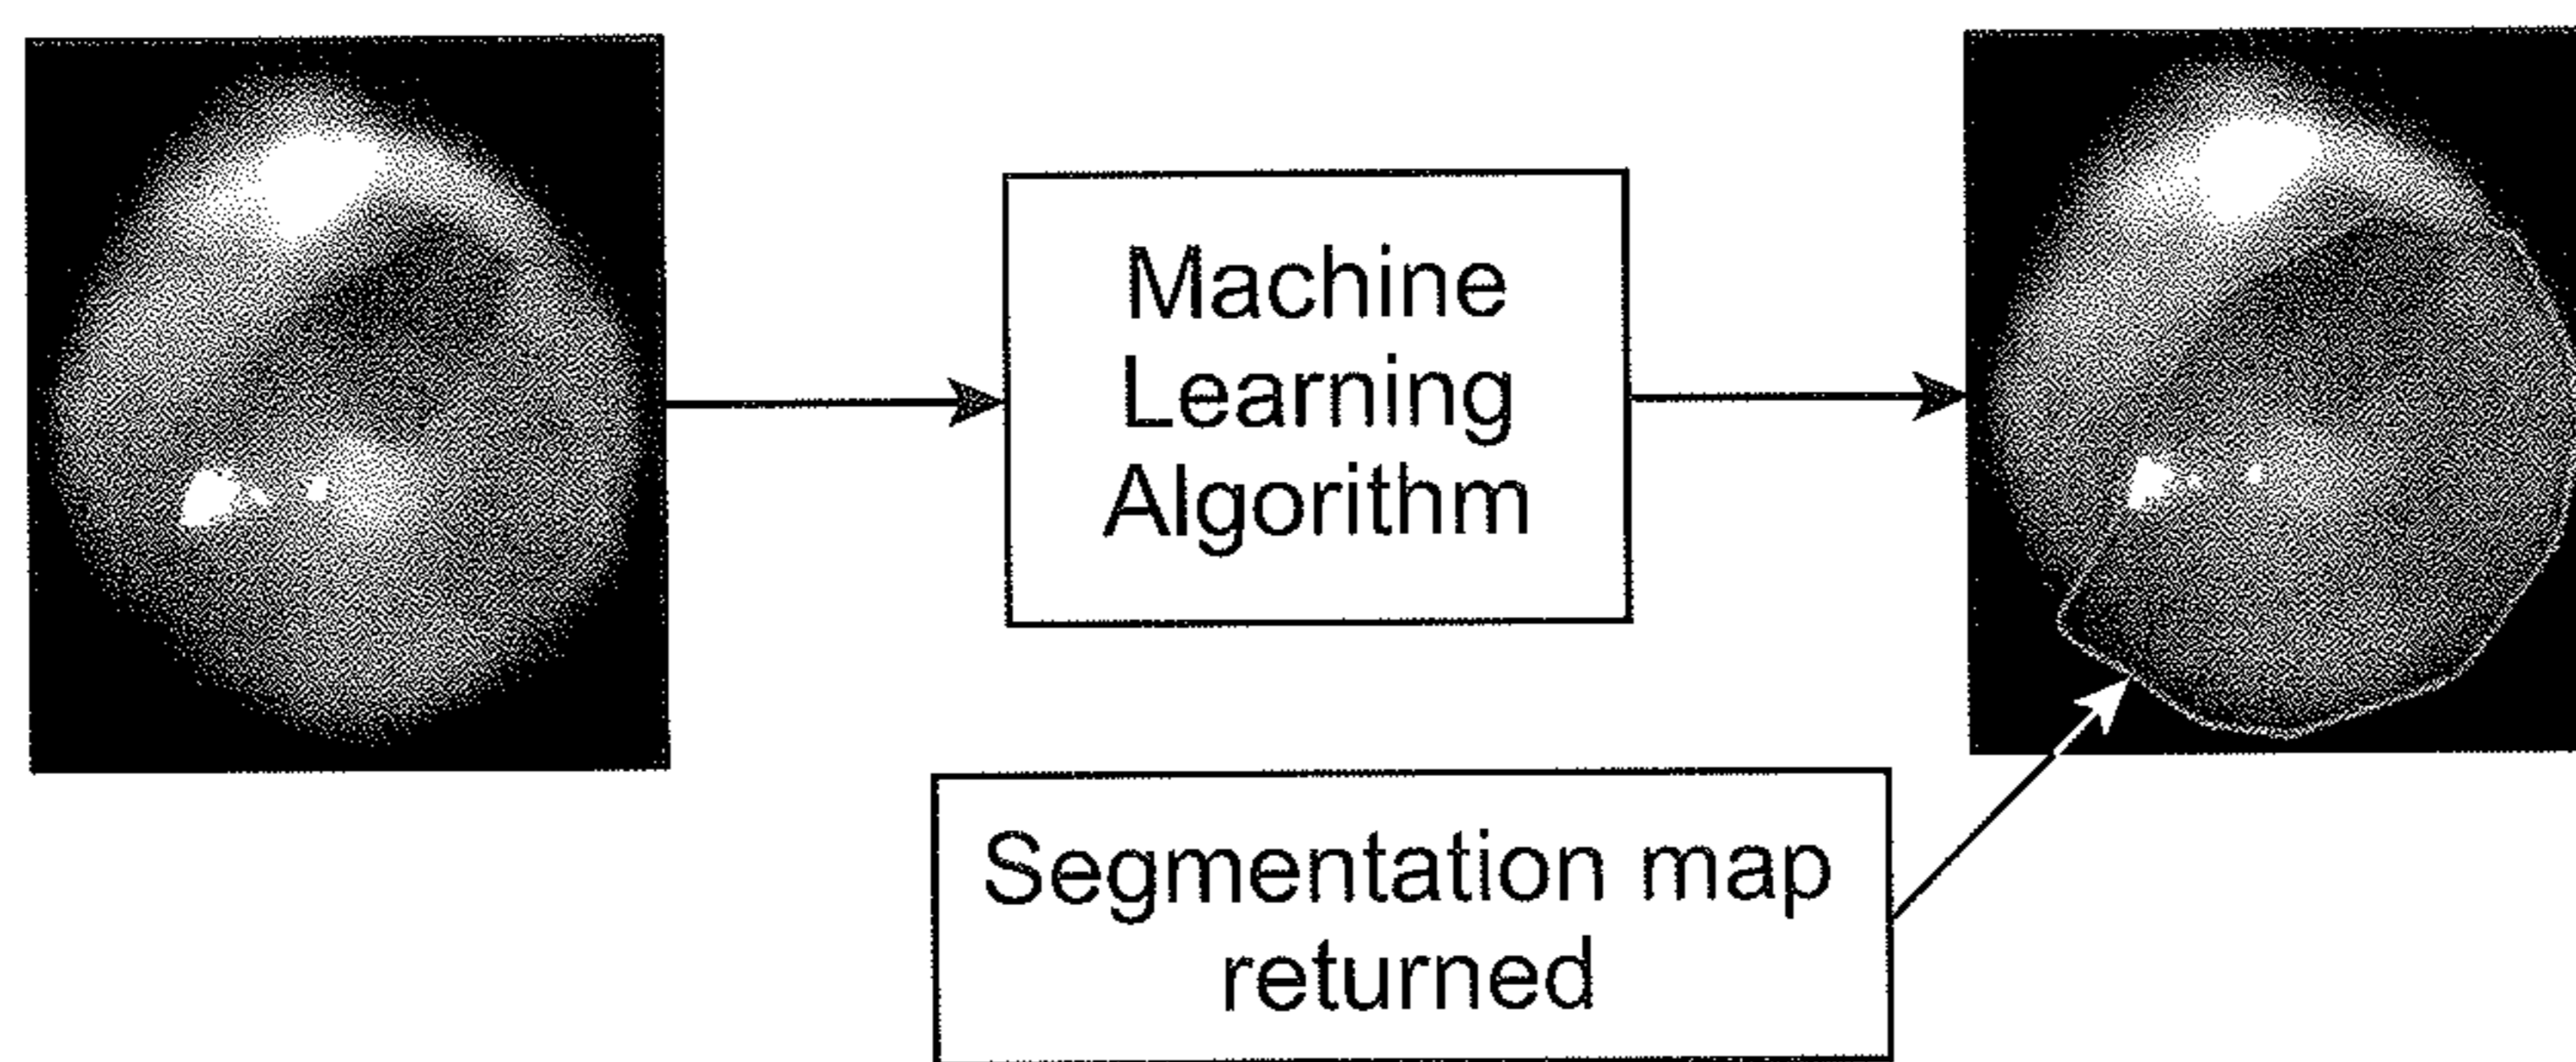 Machine
Learning
Algorithm
Segmentation map
returned